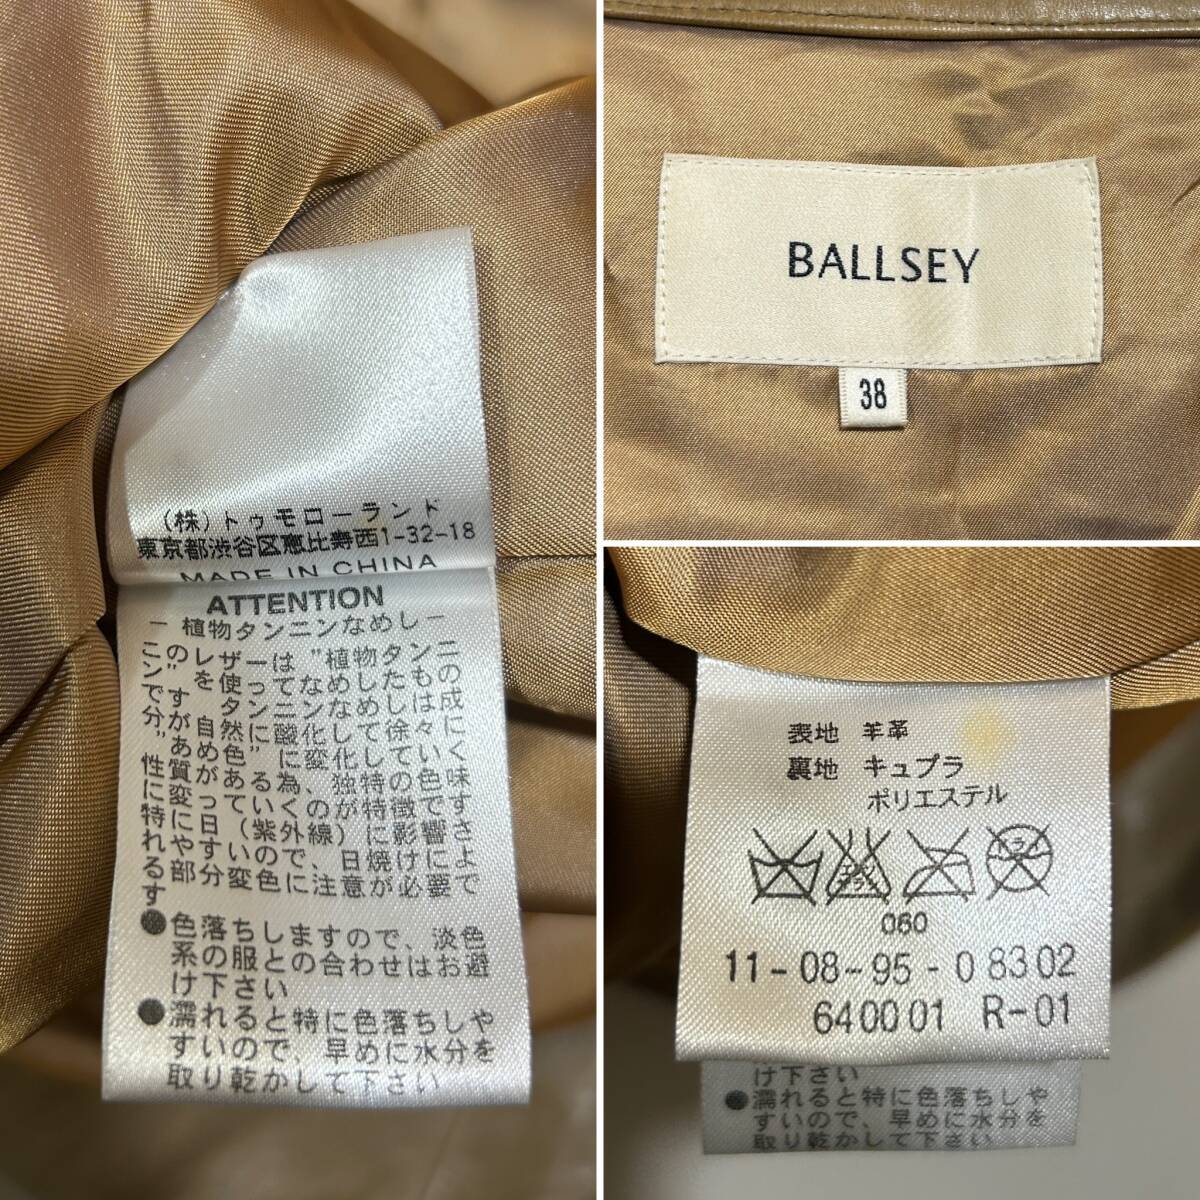 (株)トゥモローランド
東京都渋谷区恵比寿西1-32-18
MADE IN CHINA
ATTENTION
- 植物タンニンなめし-
このレザーは"植物タンニ
ン"を使ってなめしたもの
です タンニンなめしは成
分が自然に酸化して徐々に
"あめ色"に変化していく
性質がある為、独特の色味
に変っていくのが特徴です
特に日(紫外線)に影響さ
れやすいので、日焼けによ
る部分変色に注意が必要で
す
●色落ちしますので、淡色
系の服との合わせはお避
け下さい
●濡れると特に色落ちしや
すいので、早めに水分を
取り乾かして下さい
BALLSEY
38
表地 羊革
裏地 キュプラ
ポリエステル
エンソ
サラシ
ドライ
060
11-08-95-08302
640001 R-01
け下さい
●濡れると特に色落ちしや
すいので、早めに水分を
取り乾かして下さい